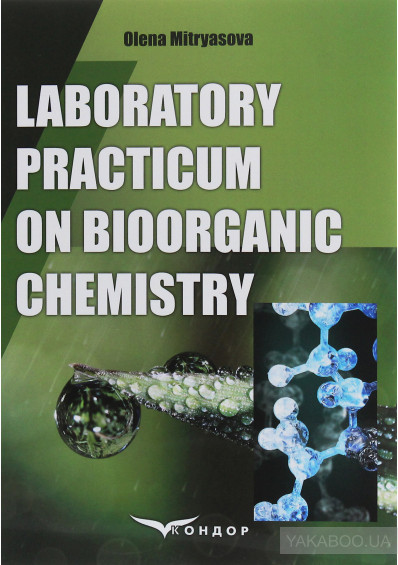 Olena Mitryasova
LABORATORY
PRACTICUM
ON BIOORGANIC
CHEMISTRY
КОНДОР
YAKABOO.UA